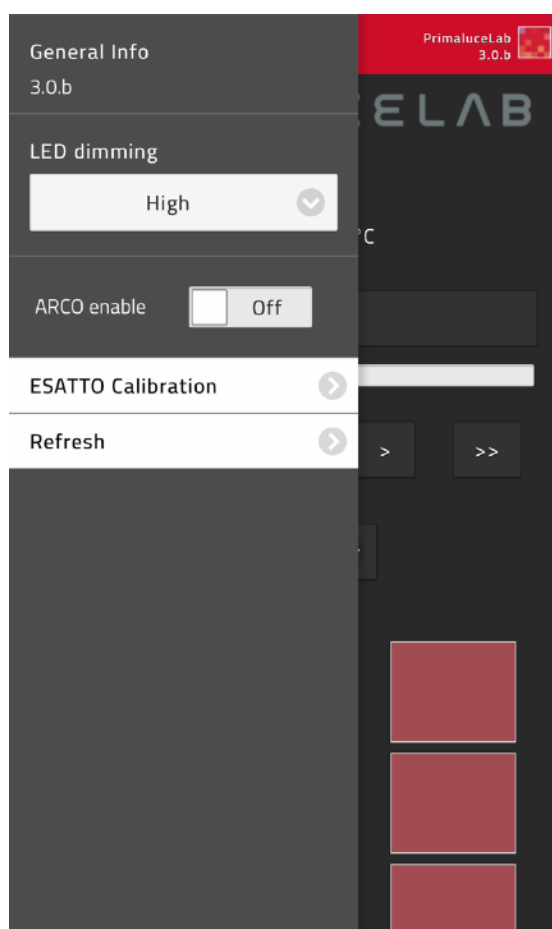 General Info
3.0.b
PrimaluceLab
3.0.b
ELAB
LED dimming
High
°C
ARCO enable
Off
ESATTO Calibration
Refresh
>
>>